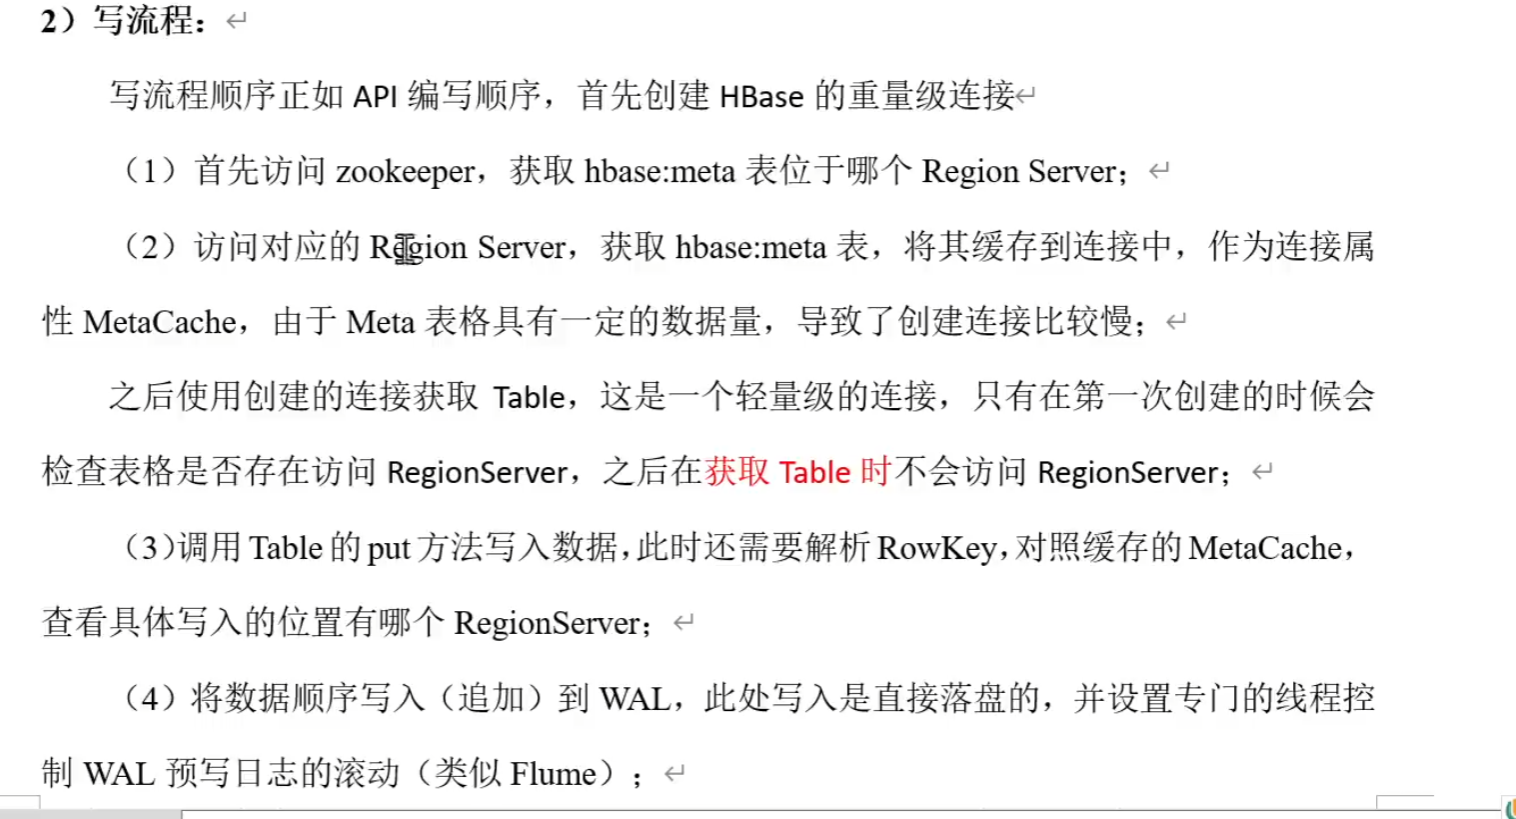 2）写流程：
写流程顺序正如 API 编写顺序，首先创建 HBase 的重量级连接
（1）首先访问 zookeeper，获取 hbase:meta 表位于哪个 Region Server；
（2）访问对应的 Region Server，获取 hbase:meta 表，将其缓存到连接中，作为连接属
性 MetaCache，由于 Meta 表格具有一定的数据量，导致了创建连接比较慢；
之后使用创建的连接获取 Table，这是一个轻量级的连接，只有在第一次创建的时候会
检查表格是否存在访问 RegionServer，之后在获取 Table 时不会访问 RegionServer；
（3）调用 Table 的 put 方法写入数据，此时还需要解析 RowKey，对照缓存的 MetaCache，
查看具体写入的位置有哪个 RegionServer；
（4）将数据顺序写入（追加）到 WAL，此处写入是直接落盘的，并设置专门的线程控
制 WAL 预写日志的滚动（类似 Flume）；